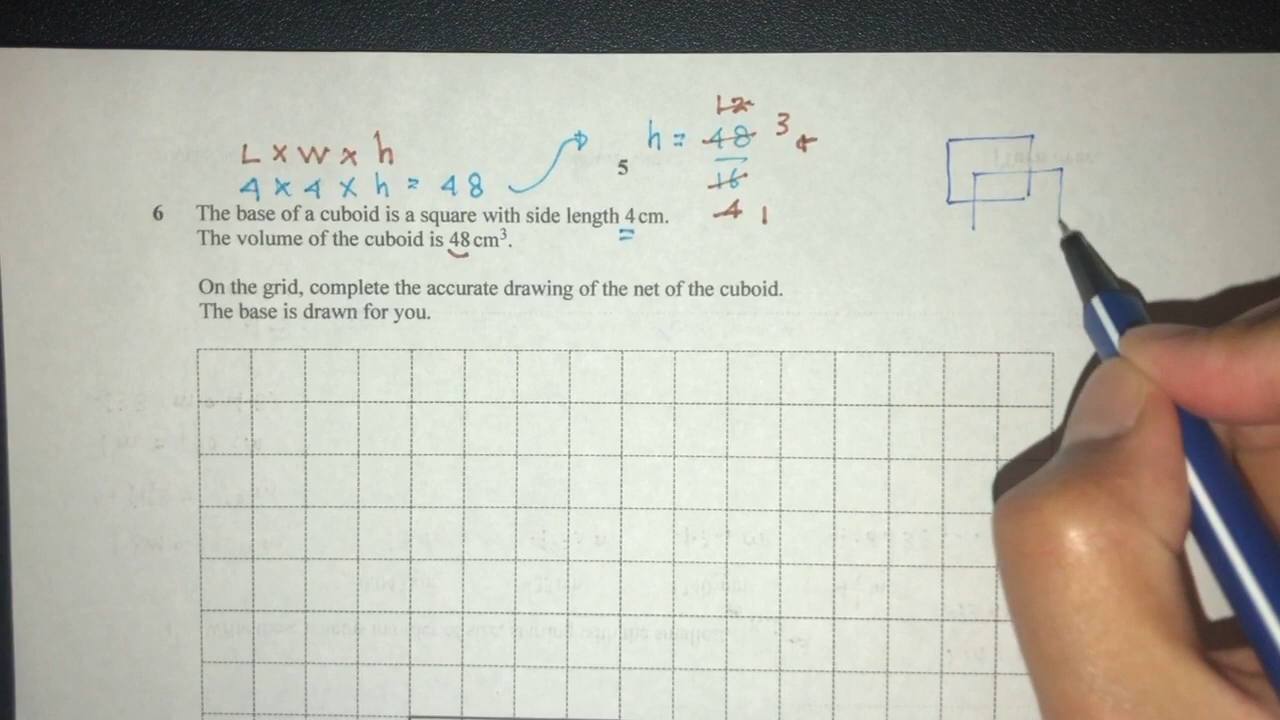 L x w x h
4 x 4 x h = 48
h = 48 12 3
16 4 1
5
6 The base of a cuboid is a square with side length 4 cm.
The volume of the cuboid is 48 cm³.
On the grid, complete the accurate drawing of the net of the cuboid.
The base is drawn for you.